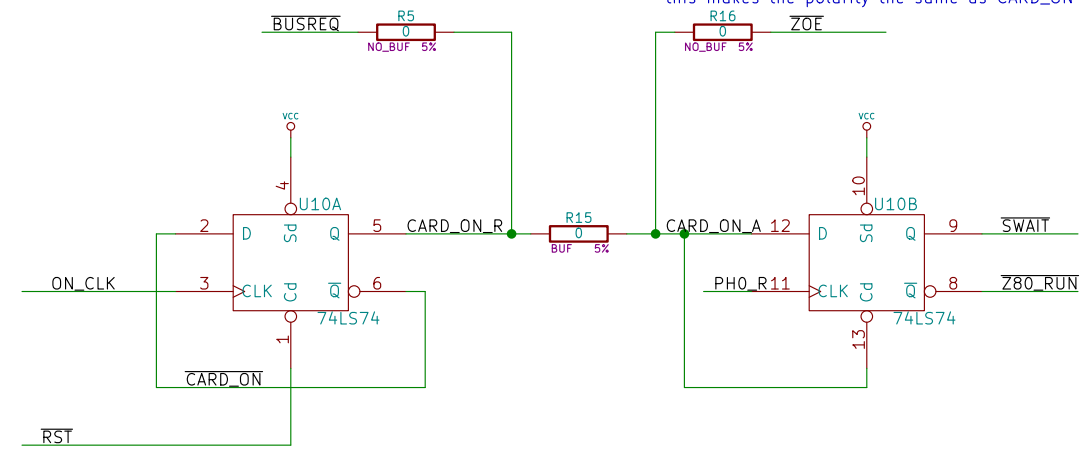 this makes the polarity the same as CARD_ON
BUSREQ
R5
0
NO_BUF 5%
R16
0
NO_BUF 5%
ZOE
VCC
VCC
4
10
U10A
U10B
2
D
Sd
Q
5
CARD_ON_R
R15
0
BUF 5%
CARD_ON_A
12
D
Sd
Q
9
SWAIT
ON_CLK
3
CLK
Cd
Q
6
PH0_R
11
CLK
Cd
Q
8
Z80_RUN
74LS74
74LS74
1
13
CARD_ON
RST